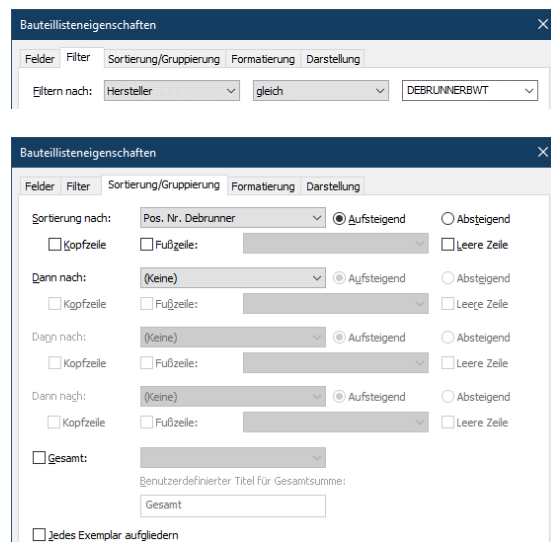 Bauteillisteneigenschaften
Felder Filter Sortierung/Gruppierung Formatierung Darstellung
Filtern nach: Hersteller gleich DEBRUNNERBWT
Bauteillisteneigenschaften
Felder Filter Sortierung/Gruppierung Formatierung Darstellung
Sortierung nach: Pos. Nr. Debrunner Aufsteigend Absteigend
Kopfzeile Fußzeile: Leere Zeile
Dann nach: (Keine) Aufsteigend Absteigend
Kopfzeile Fußzeile: Leere Zeile
Dann nach: (Keine) Aufsteigend Absteigend
Kopfzeile Fußzeile: Leere Zeile
Dann nach: (Keine) Aufsteigend Absteigend
Kopfzeile Fußzeile: Leere Zeile
Gesamt:
Benutzerdefinierter Titel für Gesamtsumme:
Gesamt
Jedes Exemplar aufgliedern